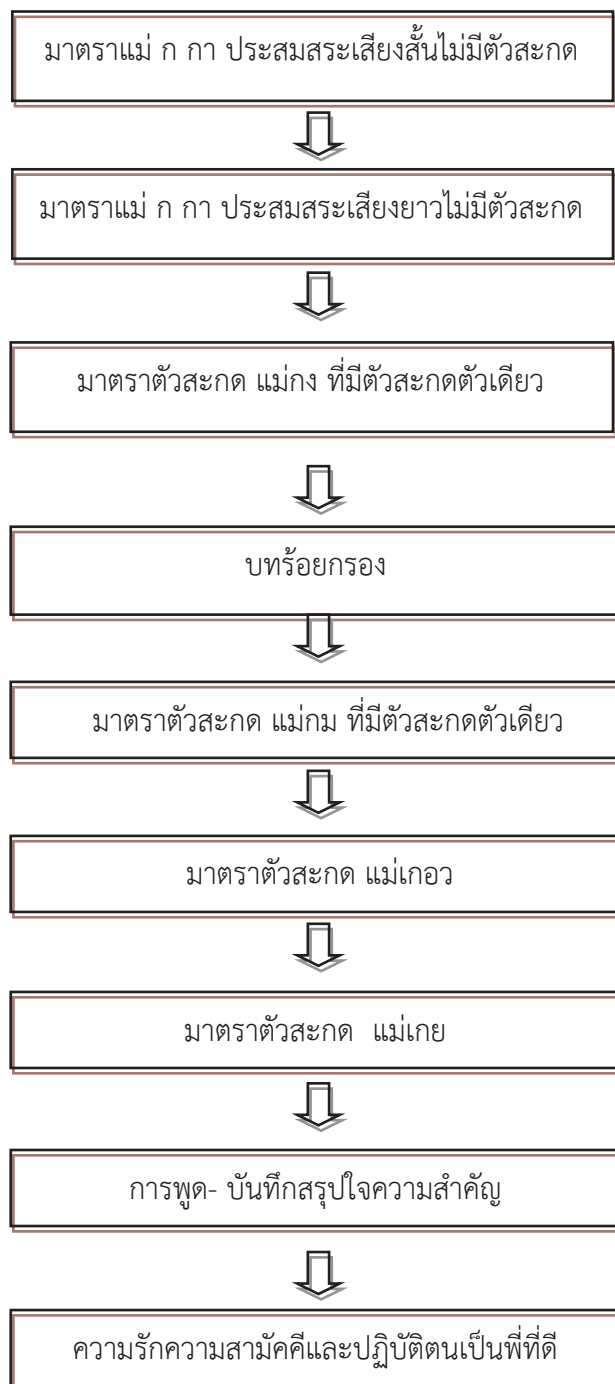 มาตราแม่ ก กา ประสมสระเสียงสั้นไม่มีตัวสะกด
มาตราแม่ ก กา ประสมสระเสียงยาวไม่มีตัวสะกด
มาตราตัวสะกด แม่กง ที่มีตัวสะกดตัวเดียว
บทร้อยกรอง
มาตราตัวสะกด แม่กม ที่มีตัวสะกดตัวเดียว
มาตราตัวสะกด แม่เกอว
มาตราตัวสะกด แม่เกย
การพูด- บันทึกสรุปใจความสำคัญ
ความรักความสามัคคีและปฏิบัติตนเป็นพี่ที่ดี